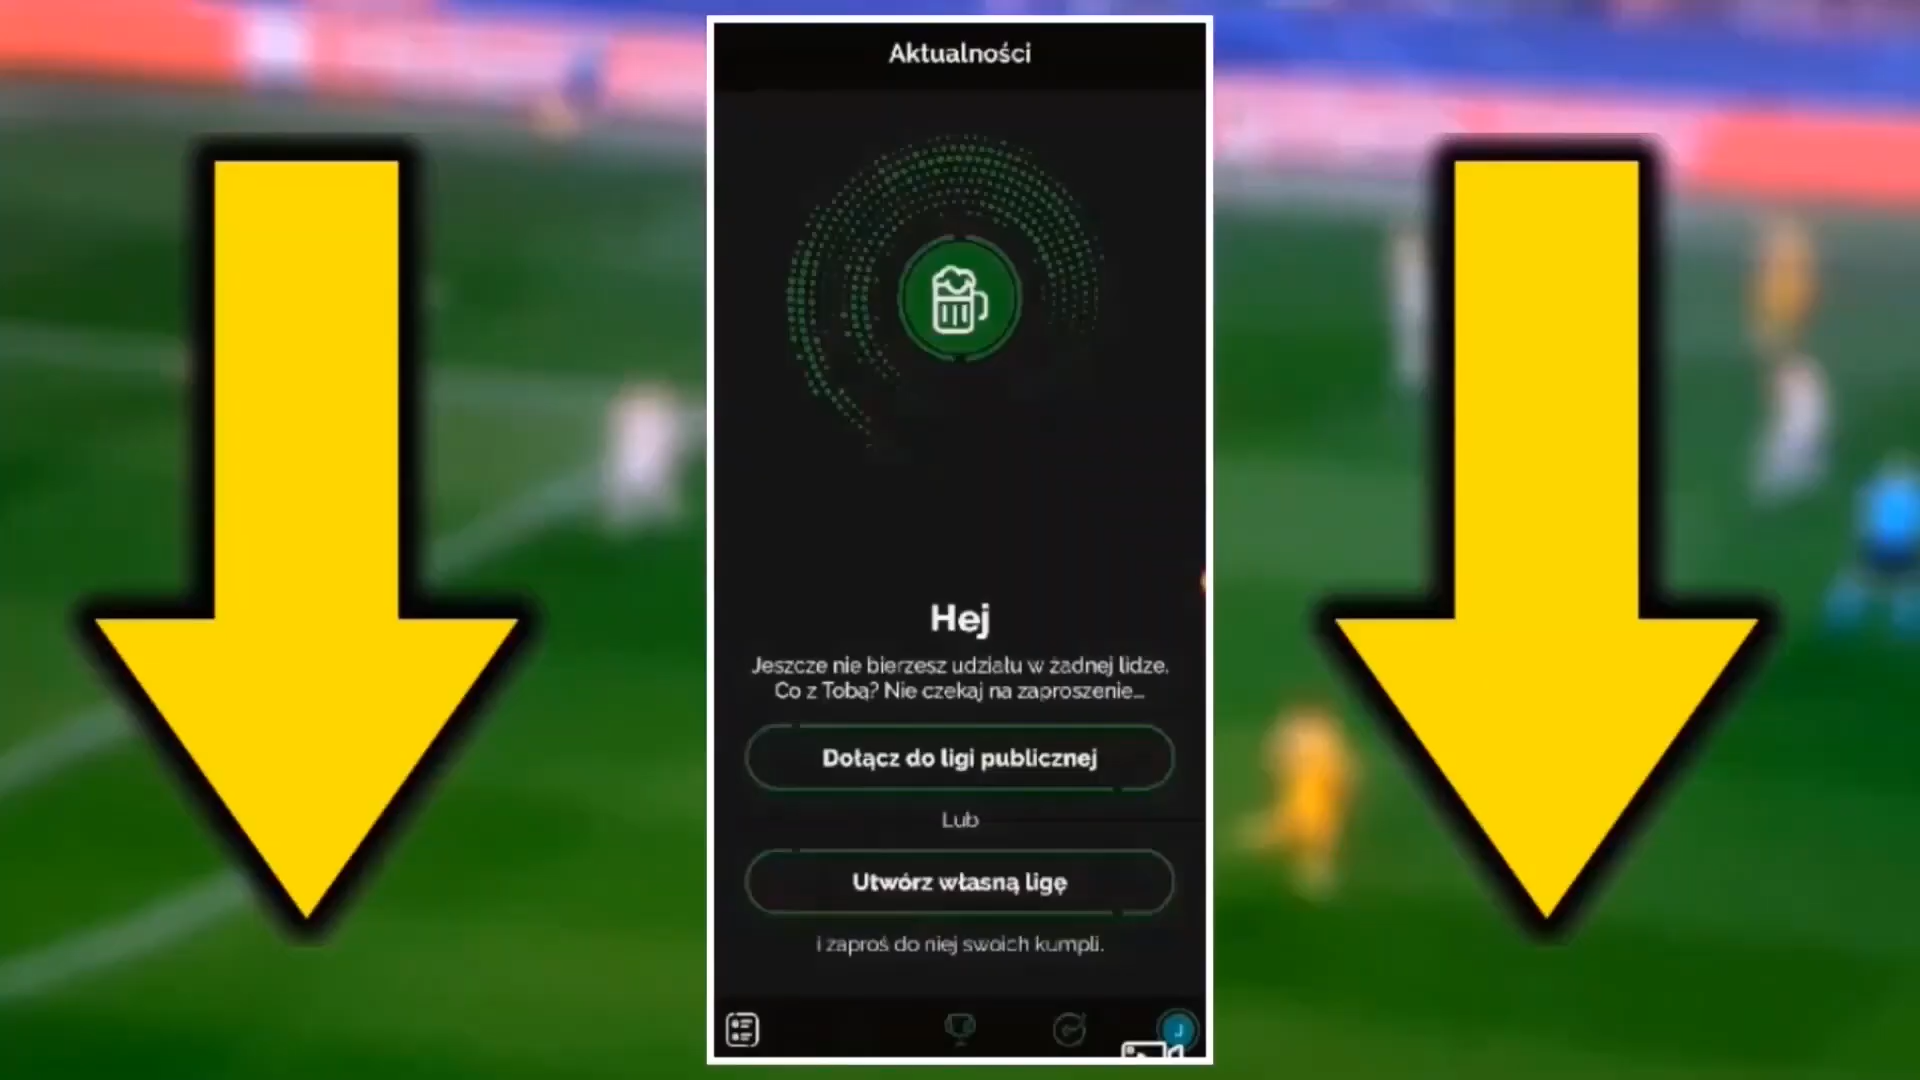 Aktualności
Hej
Jeszcze nie bierzesz udziału w żadnej lidze.
Co z Tobą? Nie czekaj na zaproszenie...
Dołącz do ligi publicznej
Lub
Utwórz własną ligę
i zaproś do niej swoich kumpli.
J